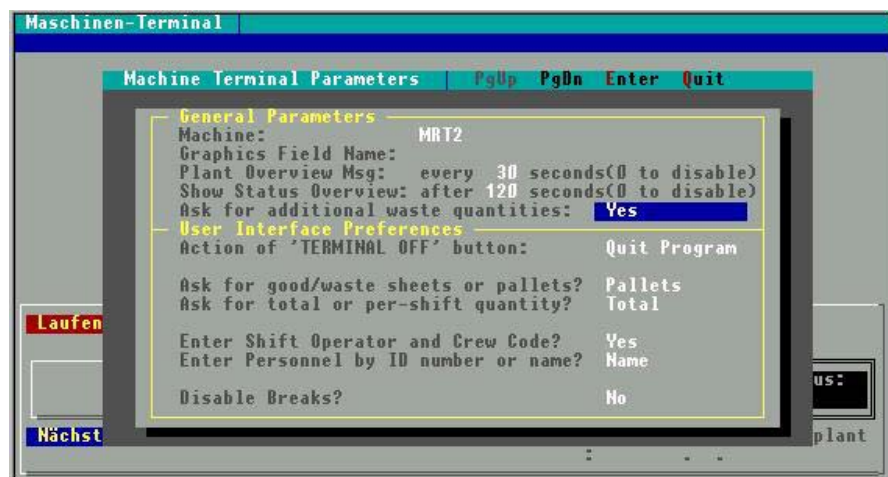 Maschinen-Terminal
Machine Terminal Parameters PgUp PgDn Enter Quit
General Parameters
Machine: MRT2
Graphics Field Name:
Plant Overview Msg: every 30 seconds(0 to disable)
Show Status Overview: after 120 seconds(0 to disable)
Ask for additional waste quantities: Yes
User Interface Preferences
Action of 'TERMINAL OFF' button: Quit Program
Ask for good/waste sheets or pallets? Pallets
Ask for total or per-shift quantity? Total
Laufen
Enter Shift Operator and Crew Code? Yes
Enter Personnel by ID number or name? Name
us:
Disable Breaks? No
Nächst plant
: . .